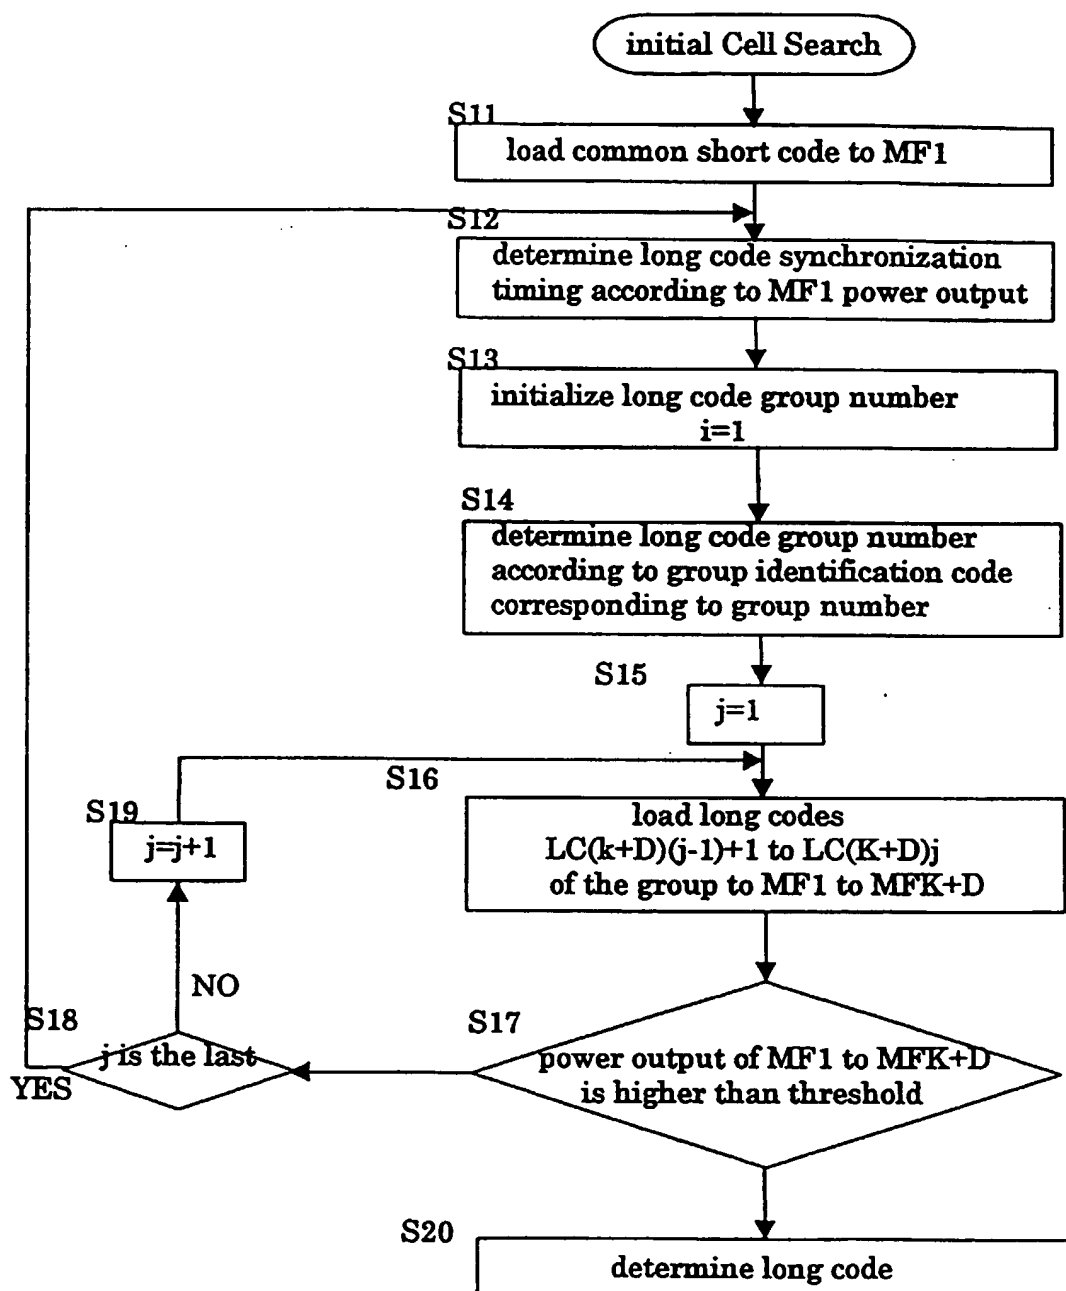 initial Cell Search
S11
load common short code to MF1
S12
determine long code synchronization
timing according to MF1 power output
S13
initialize long code group number
i=1
S14
determine long code group number
according to group identification code
corresponding to group number
S15
j=1
S16
S19
j=j+1
load long codes
LC(k+D)(j-1)+1 to LC(K+D)j
of the group to MF1 to MFK+D
NO
S18
j is the last
YES
S17
power output of MF1 to MFK+D
is higher than threshold
S20
determine long code